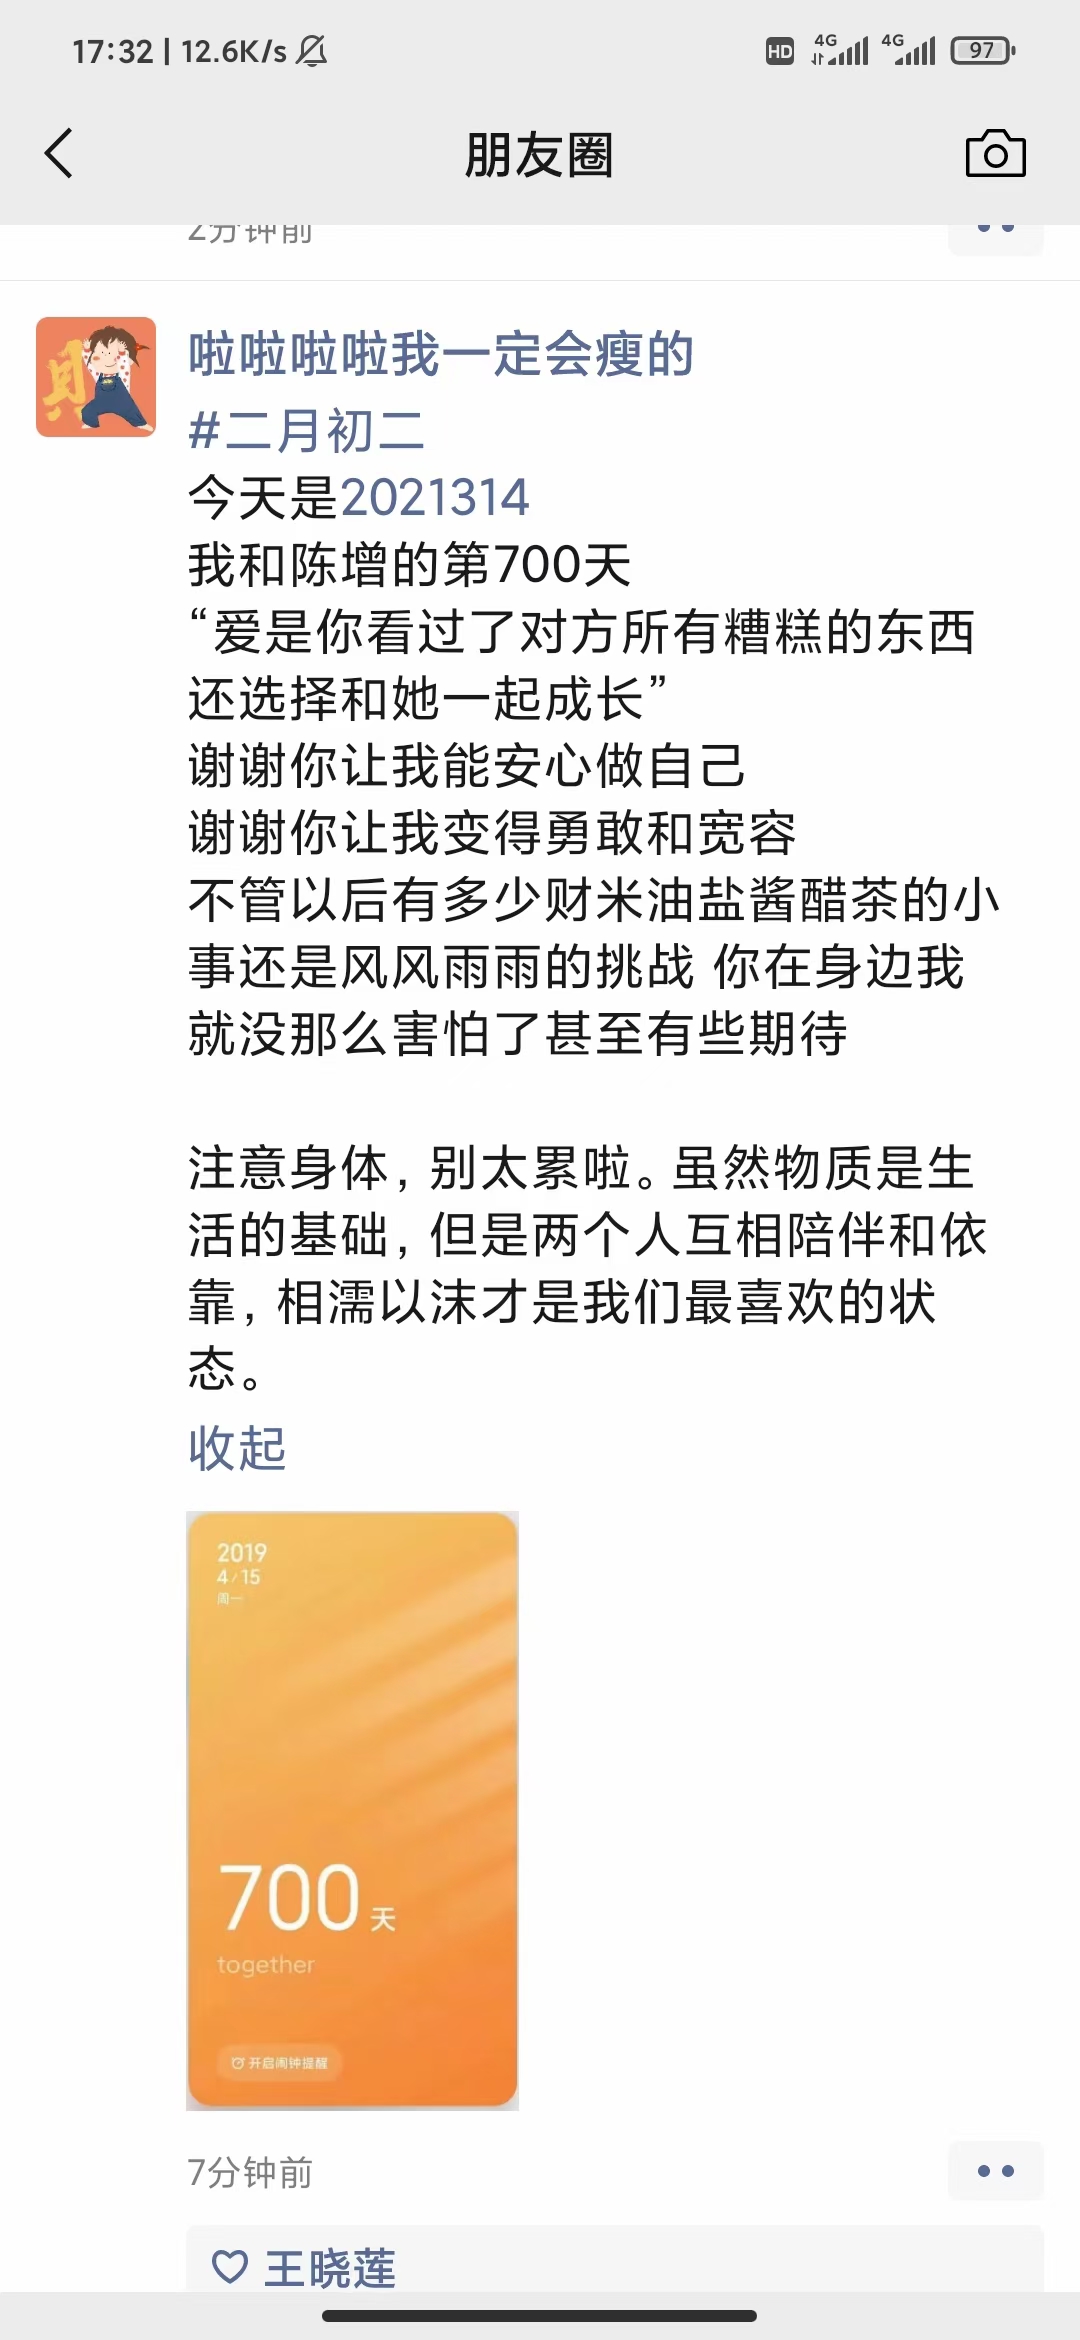 17:32 | 12.6K/s HD 4G 4G 97
朋友圈
2分钟前
啦啦啦啦我一定会瘦的
#二月初二
今天是2021314
我和陈增的第700天
“爱是你看过了对方所有糟糕的东西
还选择和她一起成长”
谢谢你让我能安心做自己
谢谢你让我变得勇敢和宽容
不管以后有多少财米油盐酱醋茶的小
事还是风风雨雨的挑战 你在身边我
就没那么害怕了甚至有些期待
注意身体，别太累啦。虽然物质是生
活的基础，但是两个人互相陪伴和依
靠，相濡以沫才是我们最喜欢的状
态。
收起
2019
4/15
周一
700天
together
开启闹钟提醒
7分钟前
王晓莲